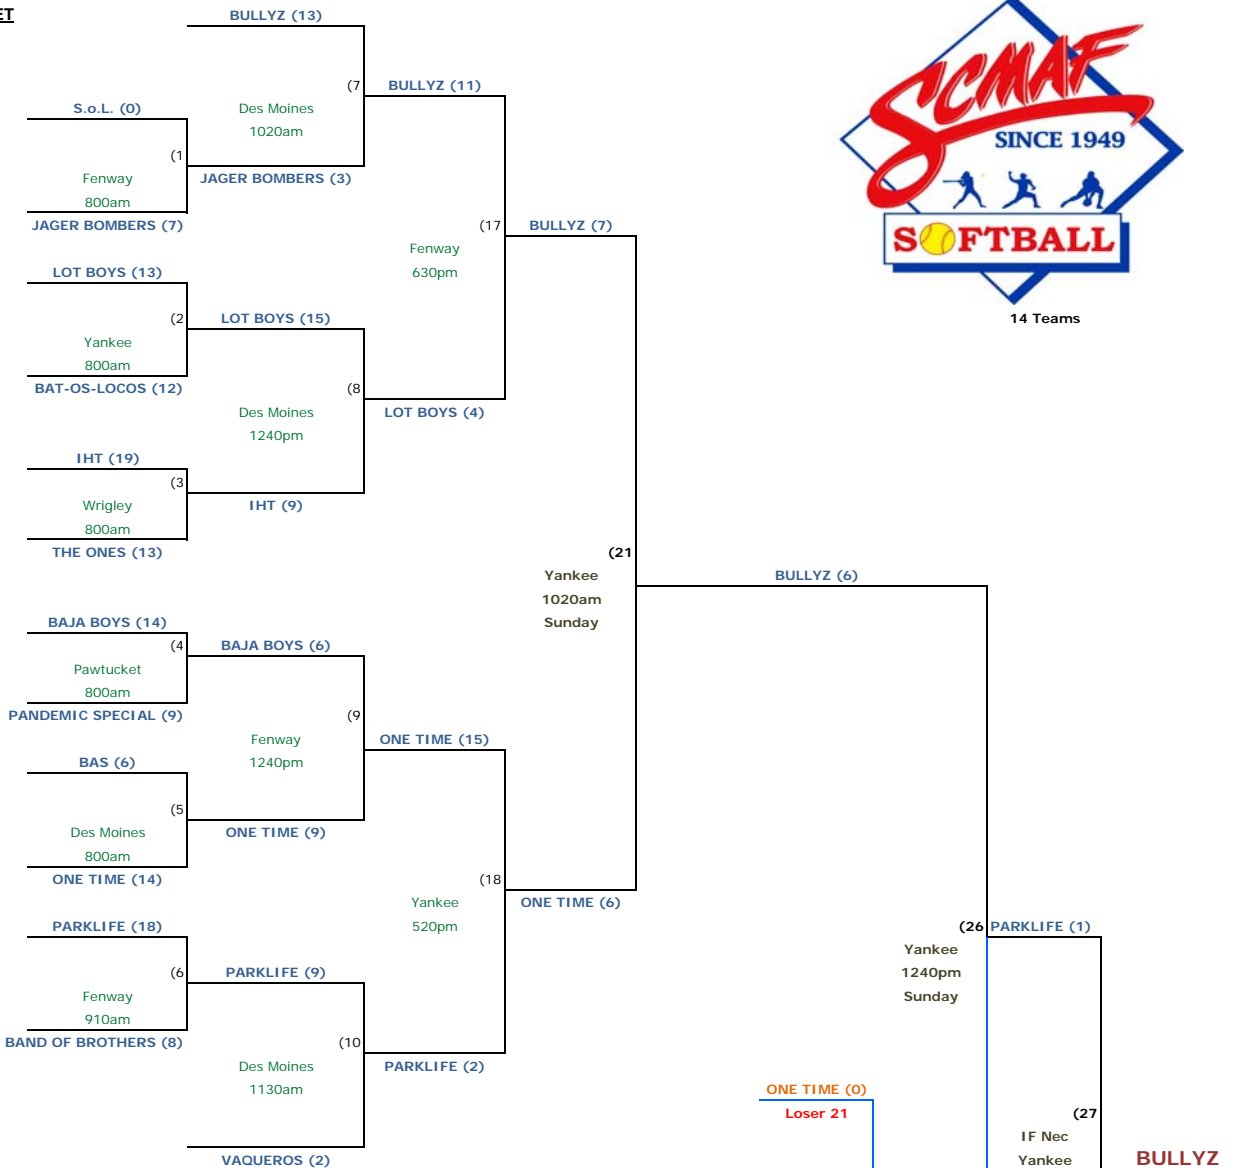 ET
BULLYZ (13)
(7
Des Moines
1020am
BULLYZ (11)
S.o.L. (0)
(1
Fenway
800am
JAGER BOMBERS (3)
JAGER BOMBERS (7)
(17
Fenway
630pm
BULLYZ (7)
LOT BOYS (13)
(2
Yankee
800am
LOT BOYS (15)
BAT-OS-LOCOS (12)
(8
Des Moines
1240pm
LOT BOYS (4)
IHT (19)
(3
Wrigley
800am
IHT (9)
THE ONES (13)
(21
Yankee
1020am
Sunday
BULLYZ (6)
BAJA BOYS (14)
(4
Pawtucket
800am
BAJA BOYS (6)
PANDEMIC SPECIAL (9)
(9
Fenway
1240pm
ONE TIME (15)
BAS (6)
(5
Des Moines
800am
ONE TIME (9)
ONE TIME (14)
(18
Yankee
520pm
ONE TIME (6)
PARKLIFE (18)
(6
Fenway
910am
PARKLIFE (9)
BAND OF BROTHERS (8)
(10
Des Moines
1130am
PARKLIFE (2)
VAQUEROS (2)
(26
Yankee
1240pm
Sunday
PARKLIFE (1)
ONE TIME (0)
Loser 21
(27
IF Nec
Yankee
BULLYZ
SCMAF
SINCE 1949
SOFTBALL
14 Teams